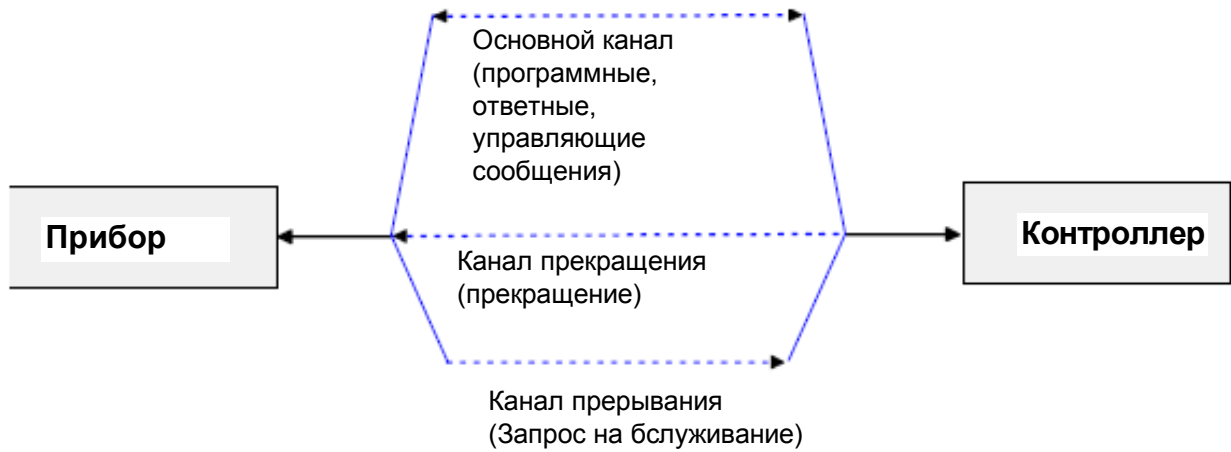 Основной канал
(программные,
ответные,
управляющие
сообщения)
Прибор
Контроллер
Канал прекращения
(прекращение)
Канал прерывания
(Запрос на бслуживание)